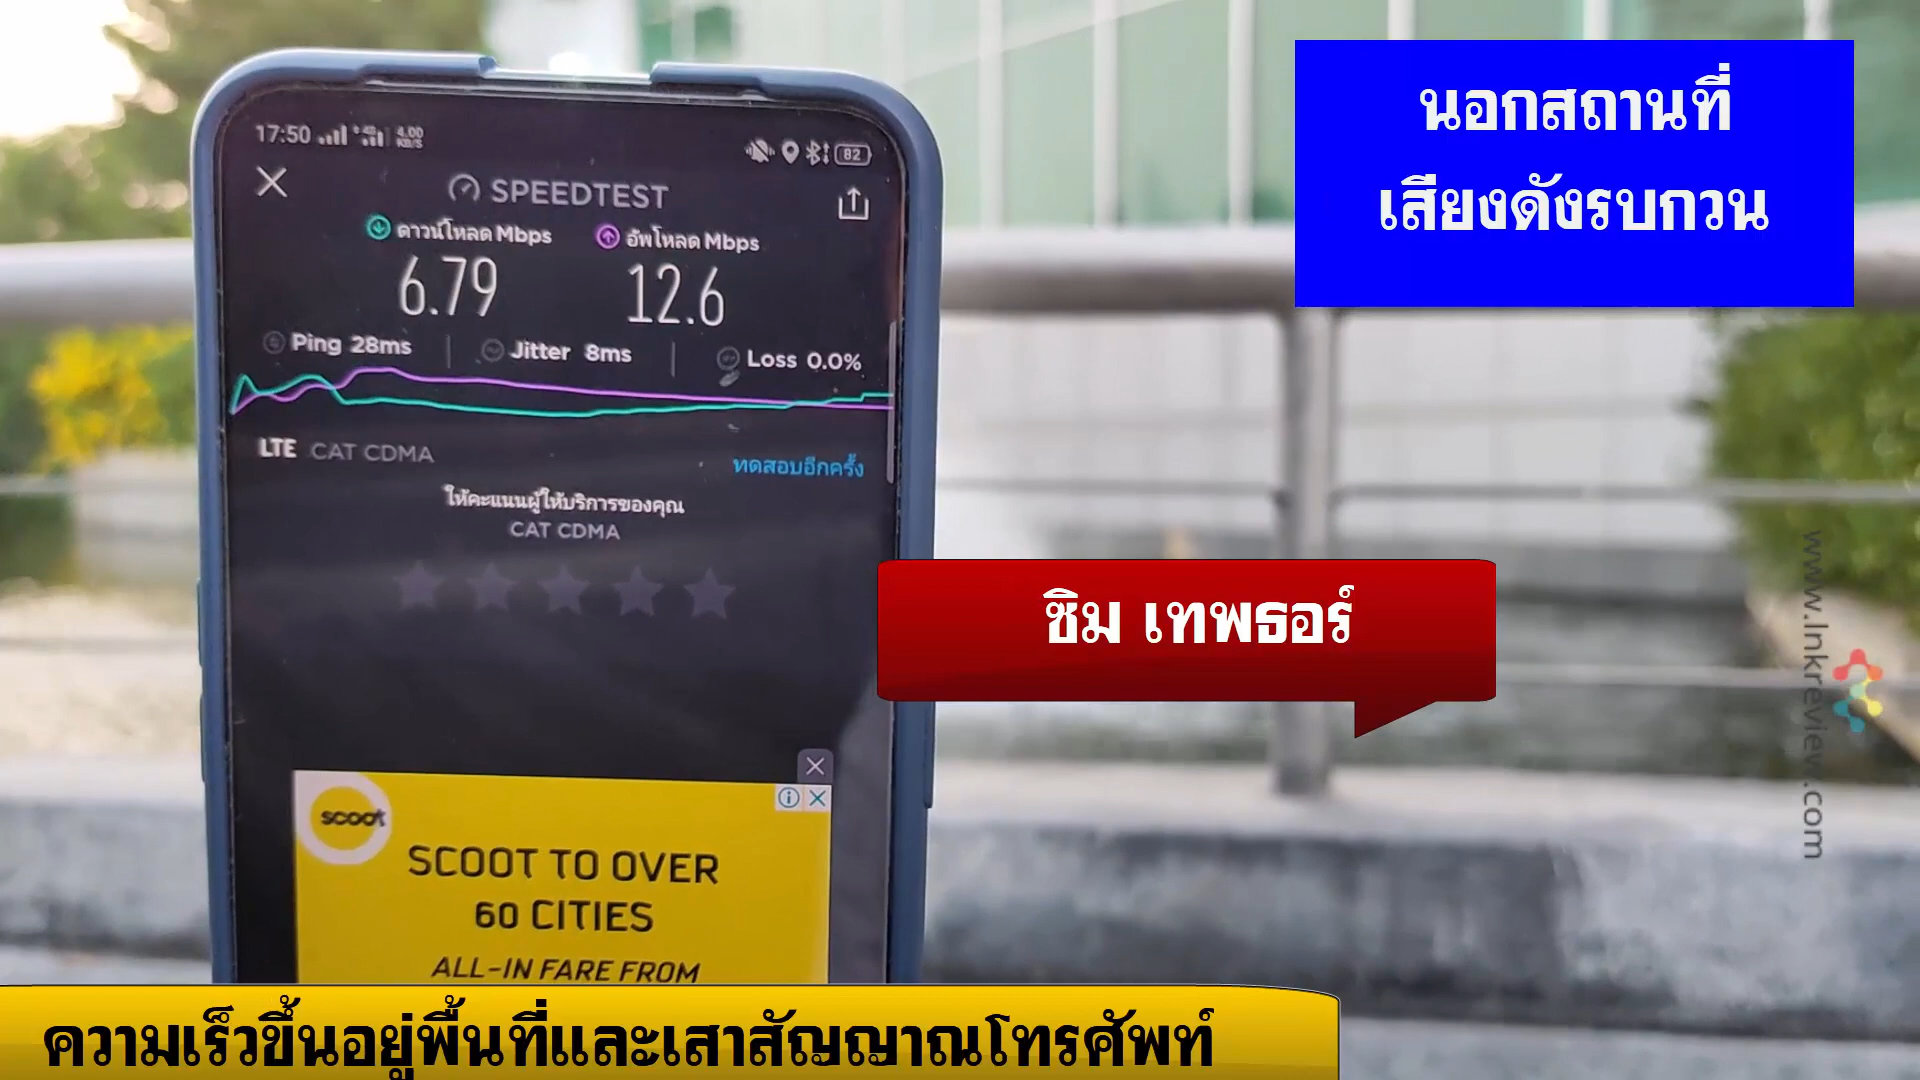 17:50 4G 4.00 KB/S 82
SPEEDTEST
ดาวน์โหลด Mbps อัพโหลด Mbps
6.79 12.6
Ping 28ms Jitter 8ms Loss 0.0%
LTE CAT CDMA
ทดสอบอีกครั้ง
ให้คะแนนผู้ให้บริการของคุณ
CAT CDMA
scoot
SCOOT TO OVER
60 CITIES
ALL-IN FARE FROM
นอกสถานที่
เสียงดังรบกวน
ซิม เทพธอร์
www.Inkreview.com
ความเร็วขึ้นอยู่พื้นที่และเสาสัญญาณโทรศัพท์